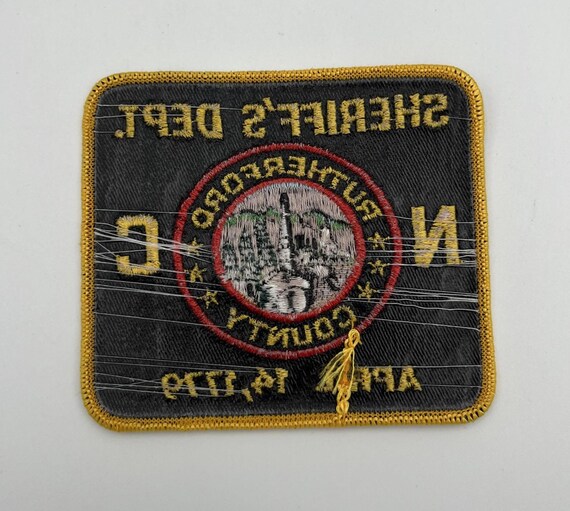 SHERIFF'S DEPT.
RUTHERFORD
N C
COUNTY
14, 1779